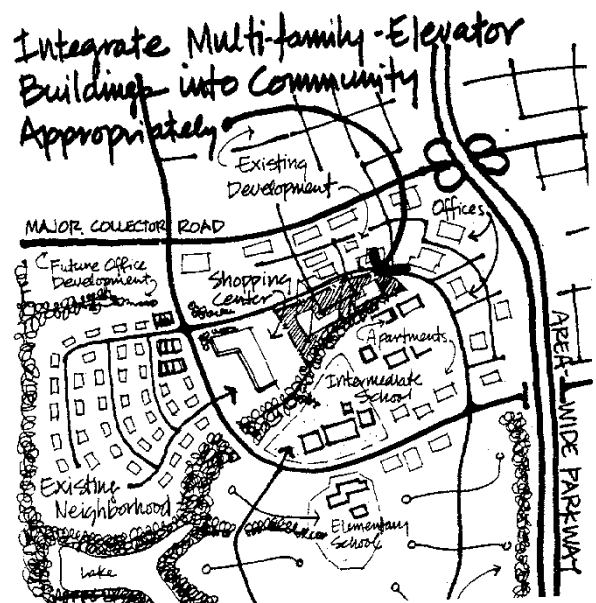 Integrate Multi-family-Elevator
Buildings into Community
Appropriately
Existing
Development
Offices
MAJOR COLLECTOR ROAD
Future Office
Development
Shopping
Center
Apartments
Intermediate
School
AREA-WIDE PARKWAY
Existing
Neighborhood
Elementary
School
Lake